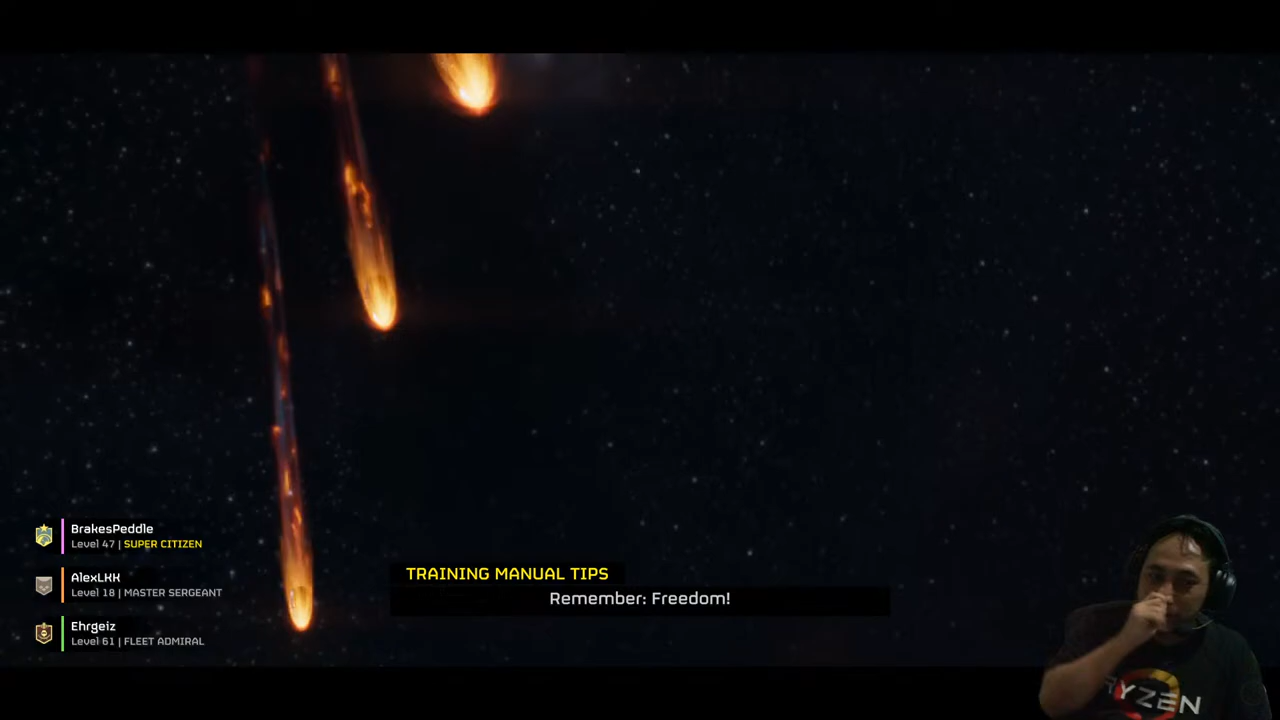 BrakesPeddle
Level 47 | SUPER CITIZEN
AlexLKK
Level 18 | MASTER SERGEANT
Ehrgeiz
Level 61 | FLEET ADMIRAL
TRAINING MANUAL TIPS
Remember: Freedom!
RYZEN